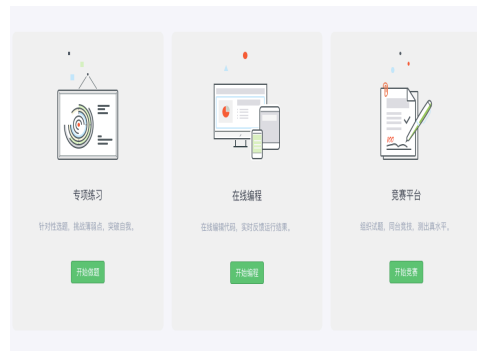 专项练习
针对性选题，挑战薄弱点，突破自我。
开始做题
在线编程
在线编辑代码，实时反馈运行结果。
开始编程
竞赛平台
组织试题，同台竞技，测出真水平。
开始竞赛